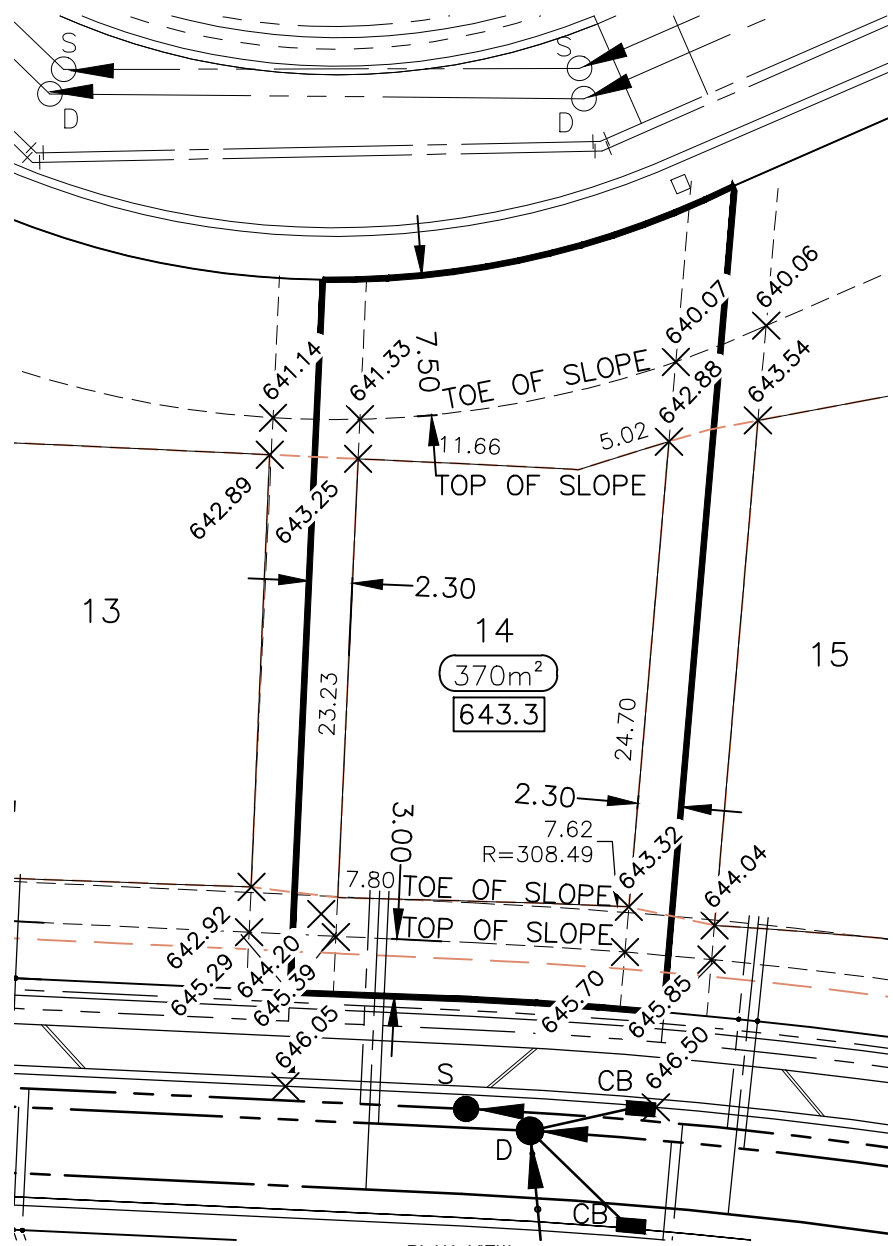 S
S
D
D
640.06
640.07
641.14
641.33
7.50
TOE OF SLOPE
642.88
643.54
11.66
5.02
TOP OF SLOPE
642.89
643.25
2.30
13
14
15
370m²
643.3
23.23
24.70
2.30
3.00
7.62
R=308.49
643.32
644.04
7.80
TOE OF SLOPE
TOP OF SLOPE
642.92
645.29
644.20
645.39
645.70
645.85
646.05
646.50
S
CB
D
CB